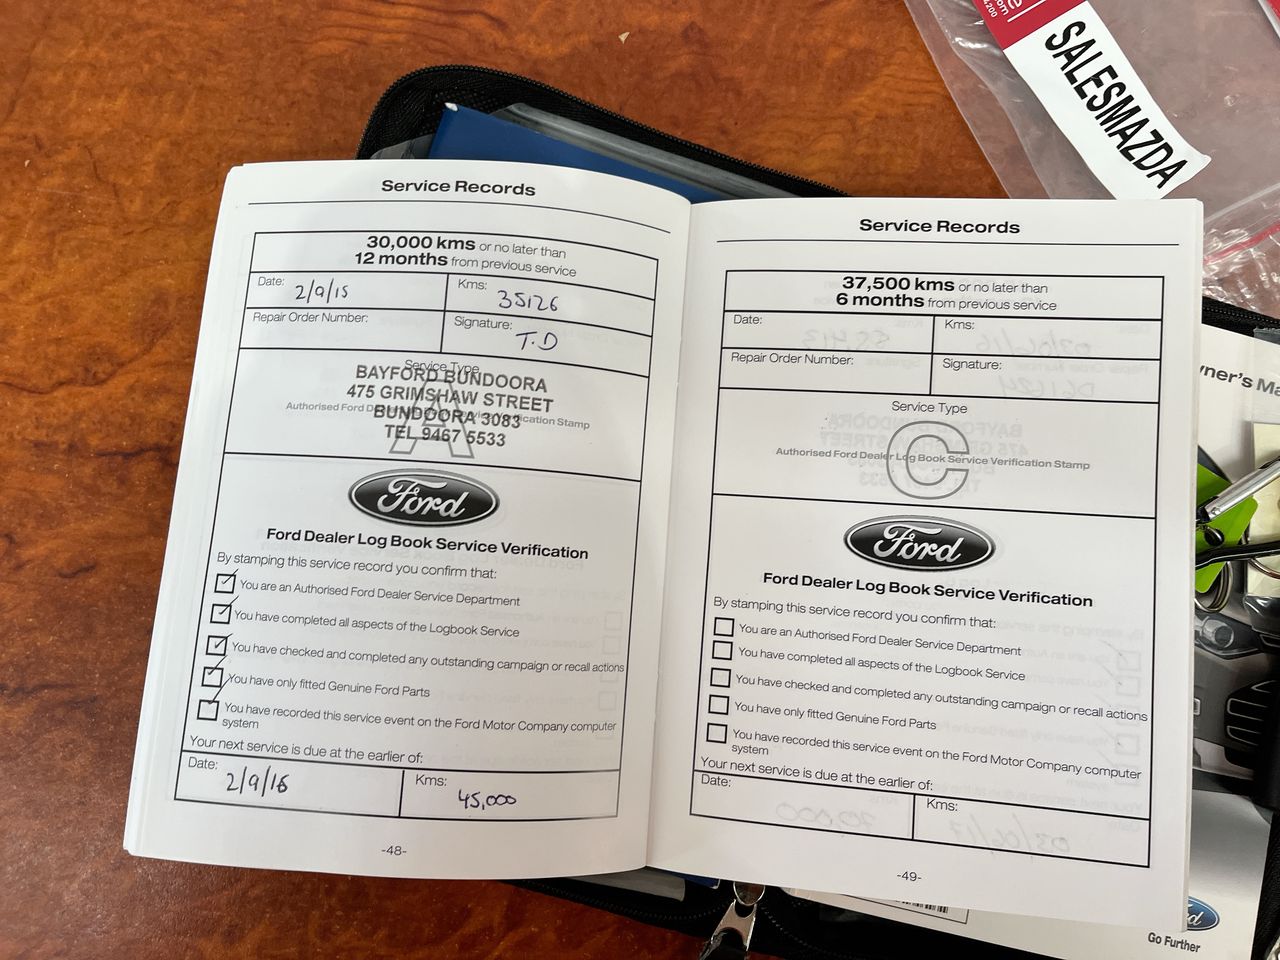 SALESMAZDA
Service Records
30,000 kms or no later than
12 months from previous service
Date: 2/9/15
Kms: 35126
Repair Order Number:
Signature: T.D
Service Type
A
Authorised Ford Dealer Log Book Service Verification Stamp
BAYFORD BUNDOORA
475 GRIMSHAW STREET
BUNDOORA 3083
TEL 9467 5533
Ford
Ford Dealer Log Book Service Verification
By stamping this service record you confirm that:
You are an Authorised Ford Dealer Service Department
You have completed all aspects of the Logbook Service
You have checked and completed any outstanding campaign or recall actions
You have only fitted Genuine Ford Parts
You have recorded this service event on the Ford Motor Company computer
system
Your next service is due at the earlier of:
Date: 2/9/16
Kms: 45,000
-48-
Service Records
37,500 kms or no later than
6 months from previous service
Date:
Kms:
Repair Order Number:
Signature:
Service Type
C
Authorised Ford Dealer Log Book Service Verification Stamp
Ford
Ford Dealer Log Book Service Verification
By stamping this service record you confirm that:
You are an Authorised Ford Dealer Service Department
You have completed all aspects of the Logbook Service
You have checked and completed any outstanding campaign or recall actions
You have only fitted Genuine Ford Parts
You have recorded this service event on the Ford Motor Company computer
system
Your next service is due at the earlier of:
Date:
Kms:
-49-
Go Further